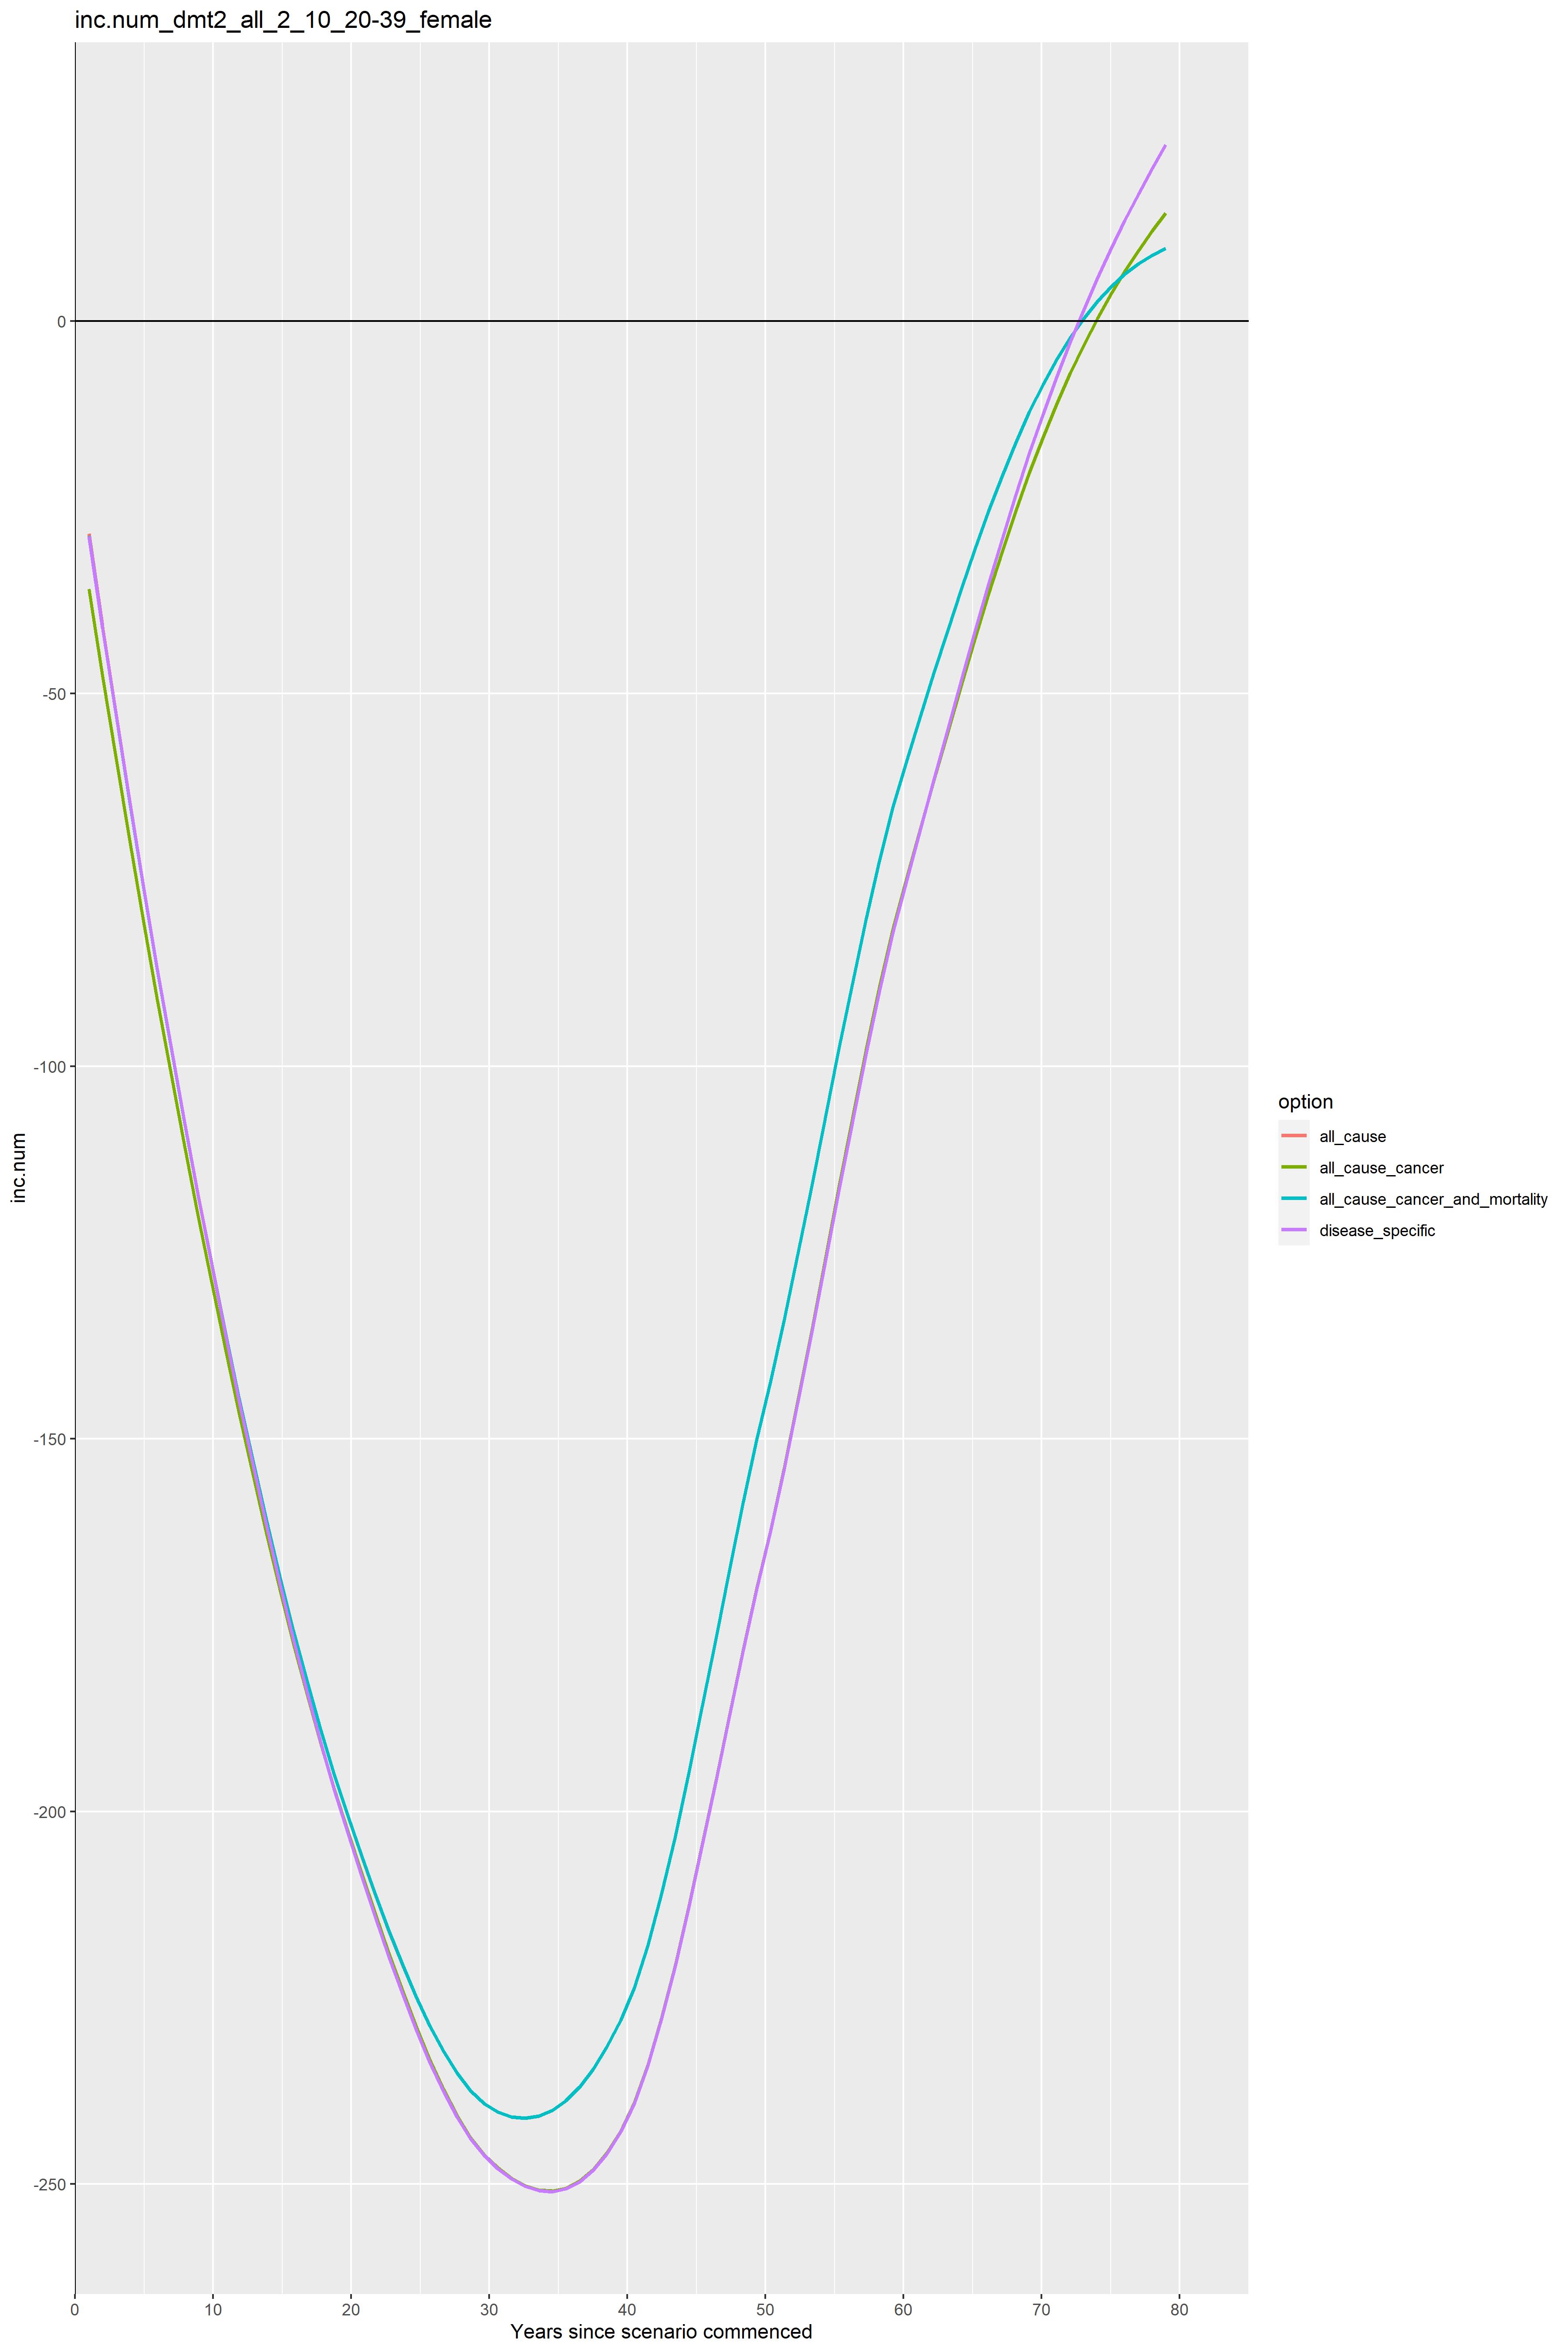 inc.num_dmt2_all_2_10_20-39_female
0
-50
-100
-150
-200
-250
inc.num
0 10 20 30 40 50 60 70 80
Years since scenario commenced
option
all_cause
all_cause_cancer
all_cause_cancer_and_mortality
disease_specific